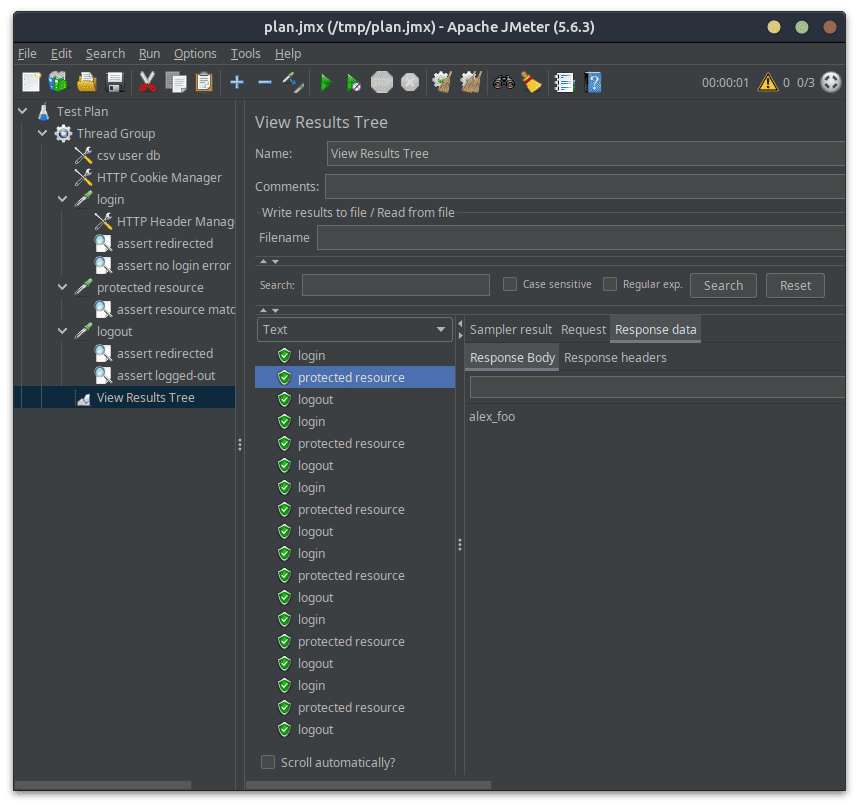 plan.jmx (/tmp/plan.jmx) - Apache JMeter (5.6.3)
File Edit Search Run Options Tools Help
00:00:01 0 0/3
Test Plan
Thread Group
csv user db
HTTP Cookie Manager
login
HTTP Header Manag
assert redirected
assert no login error
protected resource
assert resource matc
logout
assert redirected
assert logged-out
View Results Tree
View Results Tree
Name: View Results Tree
Comments:
Write results to file / Read from file
Filename
Search: Case sensitive Regular exp. Search Reset
Text
login
protected resource
logout
login
protected resource
logout
login
protected resource
logout
login
protected resource
logout
login
protected resource
logout
login
protected resource
logout
Scroll automatically?
Sampler result Request Response data
Response Body Response headers
alex_foo